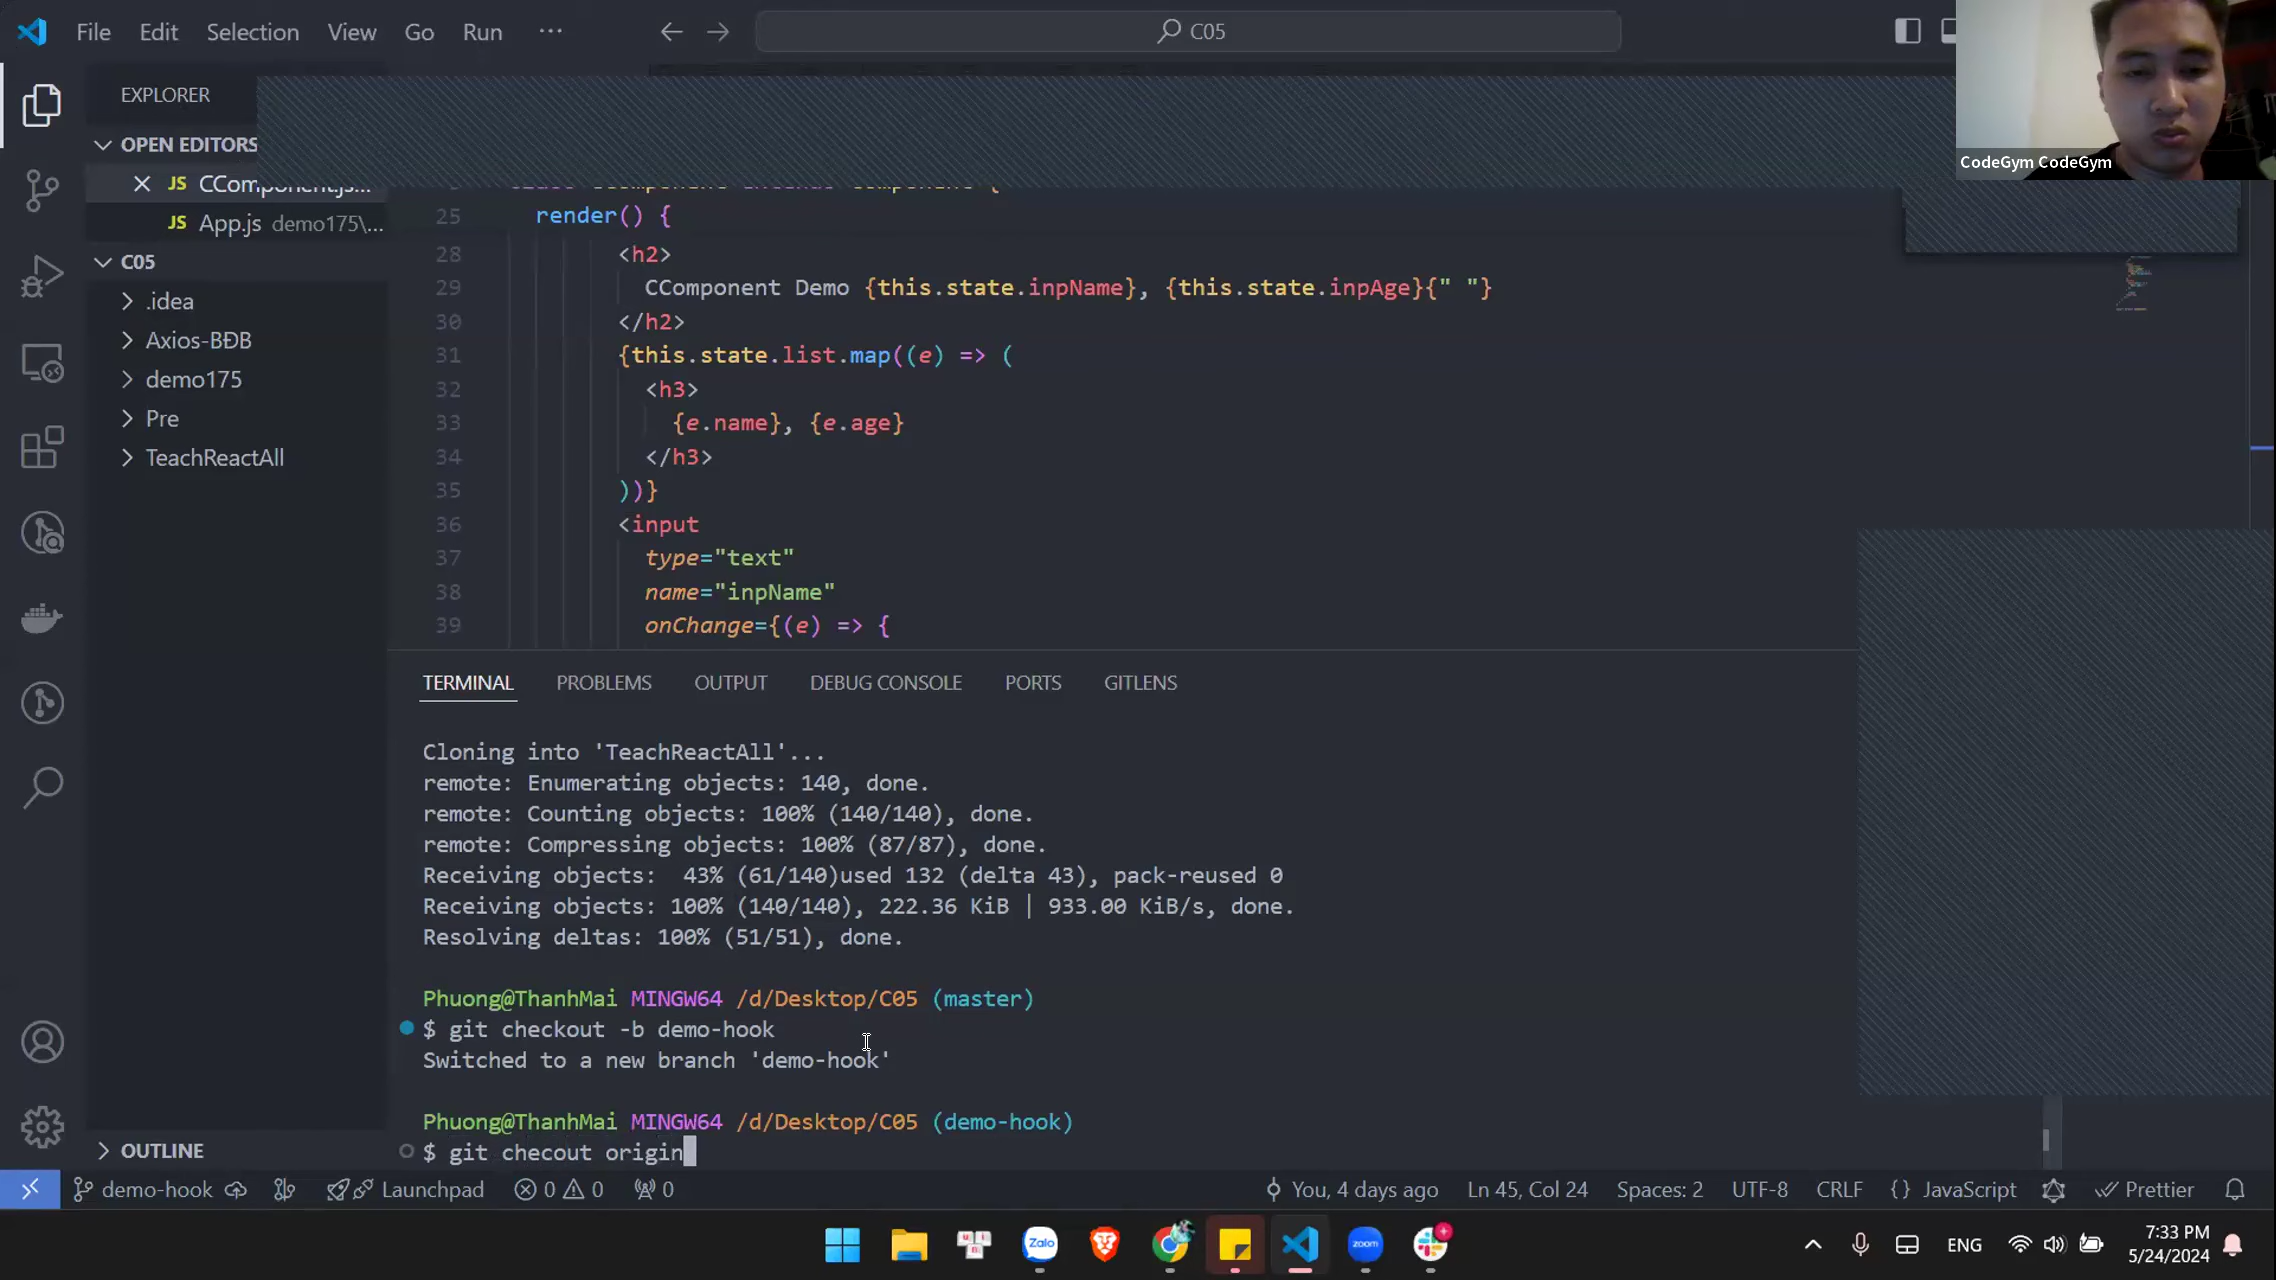 File Edit Selection View Go Run ···
C05
CodeGym CodeGym
EXPLORER
OPEN EDITORS
JS CComponent.js...
JS App.js demo175\...
C05
.idea
Axios-BĐB
demo175
Pre
TeachReactAll
25 render() {
28 <h2>
29 CComponent Demo {this.state.inpName}, {this.state.inpAge}{" "}
30 </h2>
31 {this.state.list.map((e) => (
32 <h3>
33 {e.name}, {e.age}
34 </h3>
35 ))}
36 <input
37 type="text"
38 name="inpName"
39 onChange={(e) => {
TERMINAL PROBLEMS OUTPUT DEBUG CONSOLE PORTS GITLENS
Cloning into 'TeachReactAll'...
remote: Enumerating objects: 140, done.
remote: Counting objects: 100% (140/140), done.
remote: Compressing objects: 100% (87/87), done.
Receiving objects:  43% (61/140)used 132 (delta 43), pack-reused 0
Receiving objects: 100% (140/140), 222.36 KiB | 933.00 KiB/s, done.
Resolving deltas: 100% (51/51), done.
Phuong@ThanhMai MINGW64 /d/Desktop/C05 (master)
$ git checkout -b demo-hook
Switched to a new branch 'demo-hook'
Phuong@ThanhMai MINGW64 /d/Desktop/C05 (demo-hook)
$ git checout origin
OUTLINE
demo-hook Launchpad 0 0 0 You, 4 days ago Ln 45, Col 24 Spaces: 2 UTF-8 CRLF {} JavaScript Prettier
Zalo zoom ENG 7:33 PM
5/24/2024